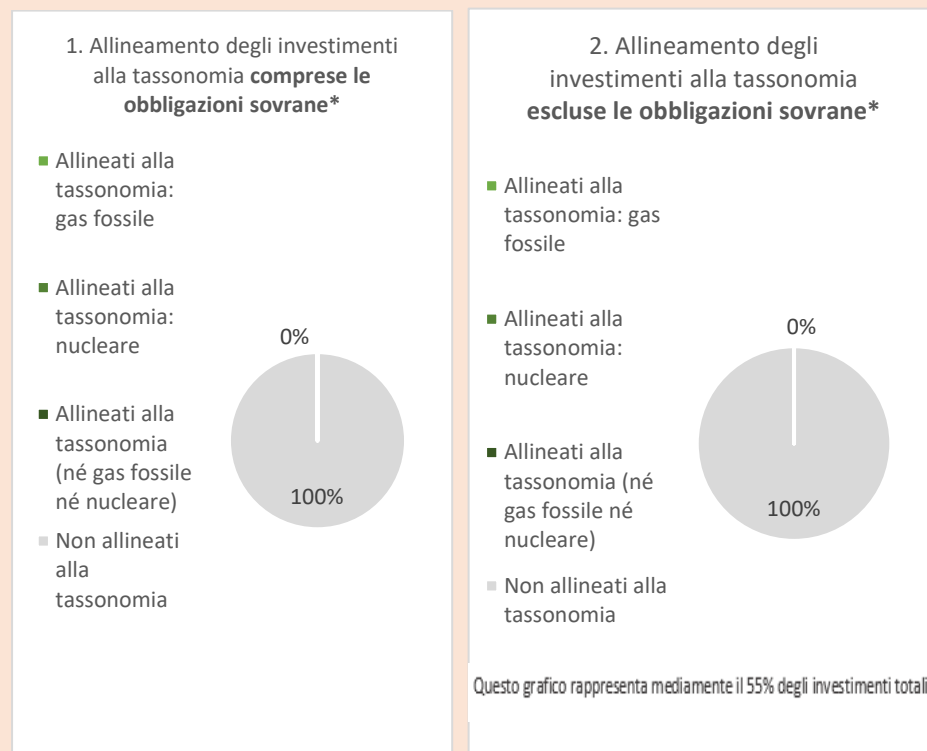 1. Allineamento degli investimenti
alla tassonomia comprese le
obbligazioni sovrane*
Allineati alla
tassonomia:
gas fossile
Allineati alla
tassonomia:
nucleare
Allineati alla
tassonomia
(né gas fossile
né nucleare)
Non allineati
alla
tassonomia
0%
100%
2. Allineamento degli
investimenti alla tassonomia
escluse le obbligazioni sovrane*
Allineati alla
tassonomia: gas
fossile
Allineati alla
tassonomia:
nucleare
Allineati alla
tassonomia (né
gas fossile né
nucleare)
Non allineati alla
tassonomia
0%
100%
Questo grafico rappresenta mediamente il 55% degli investimenti totali